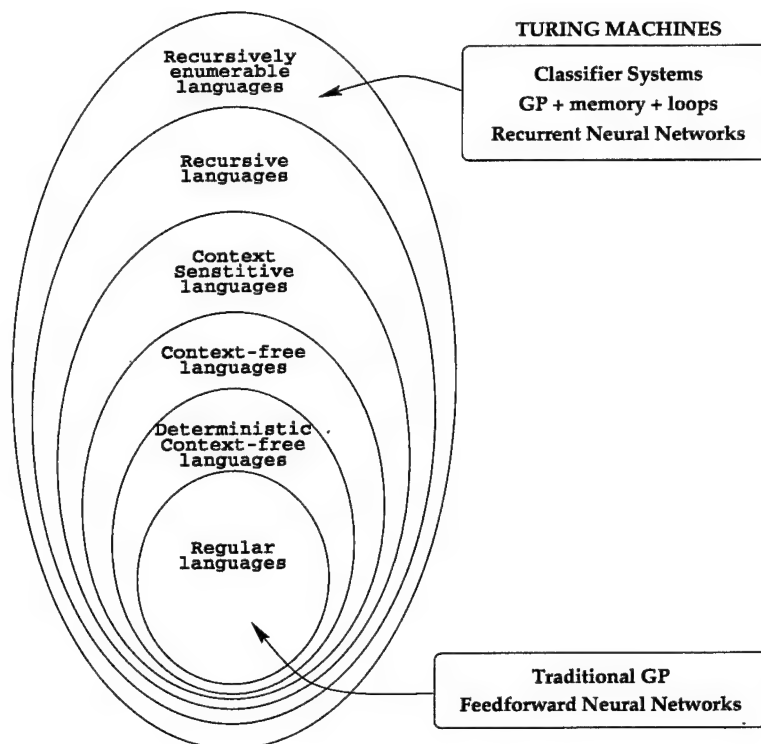 TURING MACHINES
Recursively
enumerable
languages
Classifier Systems
GP + memory + loops
Recurrent Neural Networks
Recursive
languages
Context
Senstitive
languages
Context-free
languages
Deterministic
Context-free
languages
Regular
languages
Traditional GP
Feedforward Neural Networks